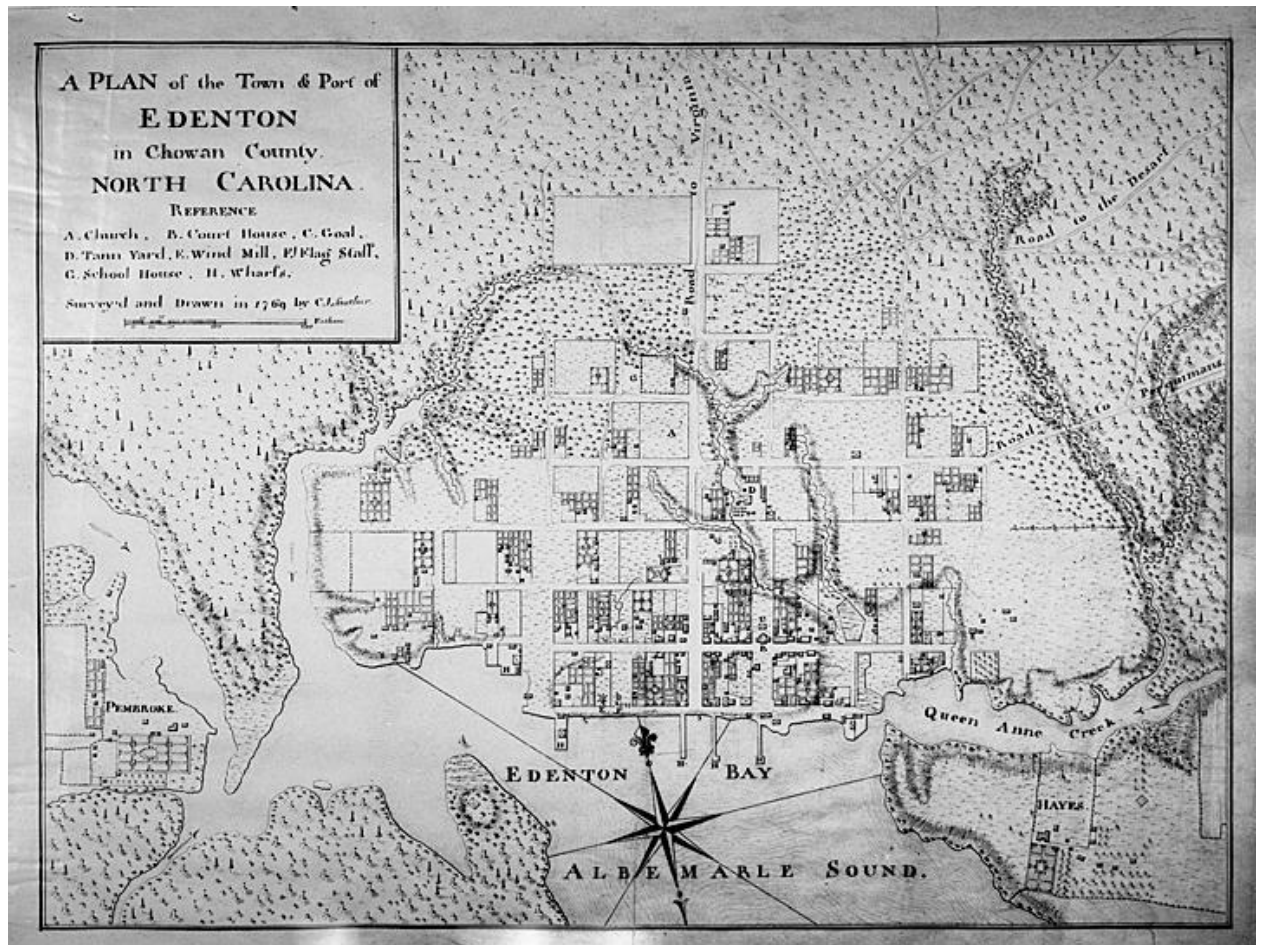 A PLAN of the Town & Port of
EDENTON
in Chowan County.
NORTH CAROLINA.
REFERENCE
A. Church, B. Court House, C. Goal,
D. Tann Yard, E. Wind Mill, F. Flag Staff,
G. School House, H. Wharfs.
Survey'd and Drawn in 1769 by
Road to Virginia
Road to the Desart
Road to
G
A
D
PEMBROKE.
Queen Anne Creek
EDENTON BAY
HAYES.
ALBEMARLE SOUND.